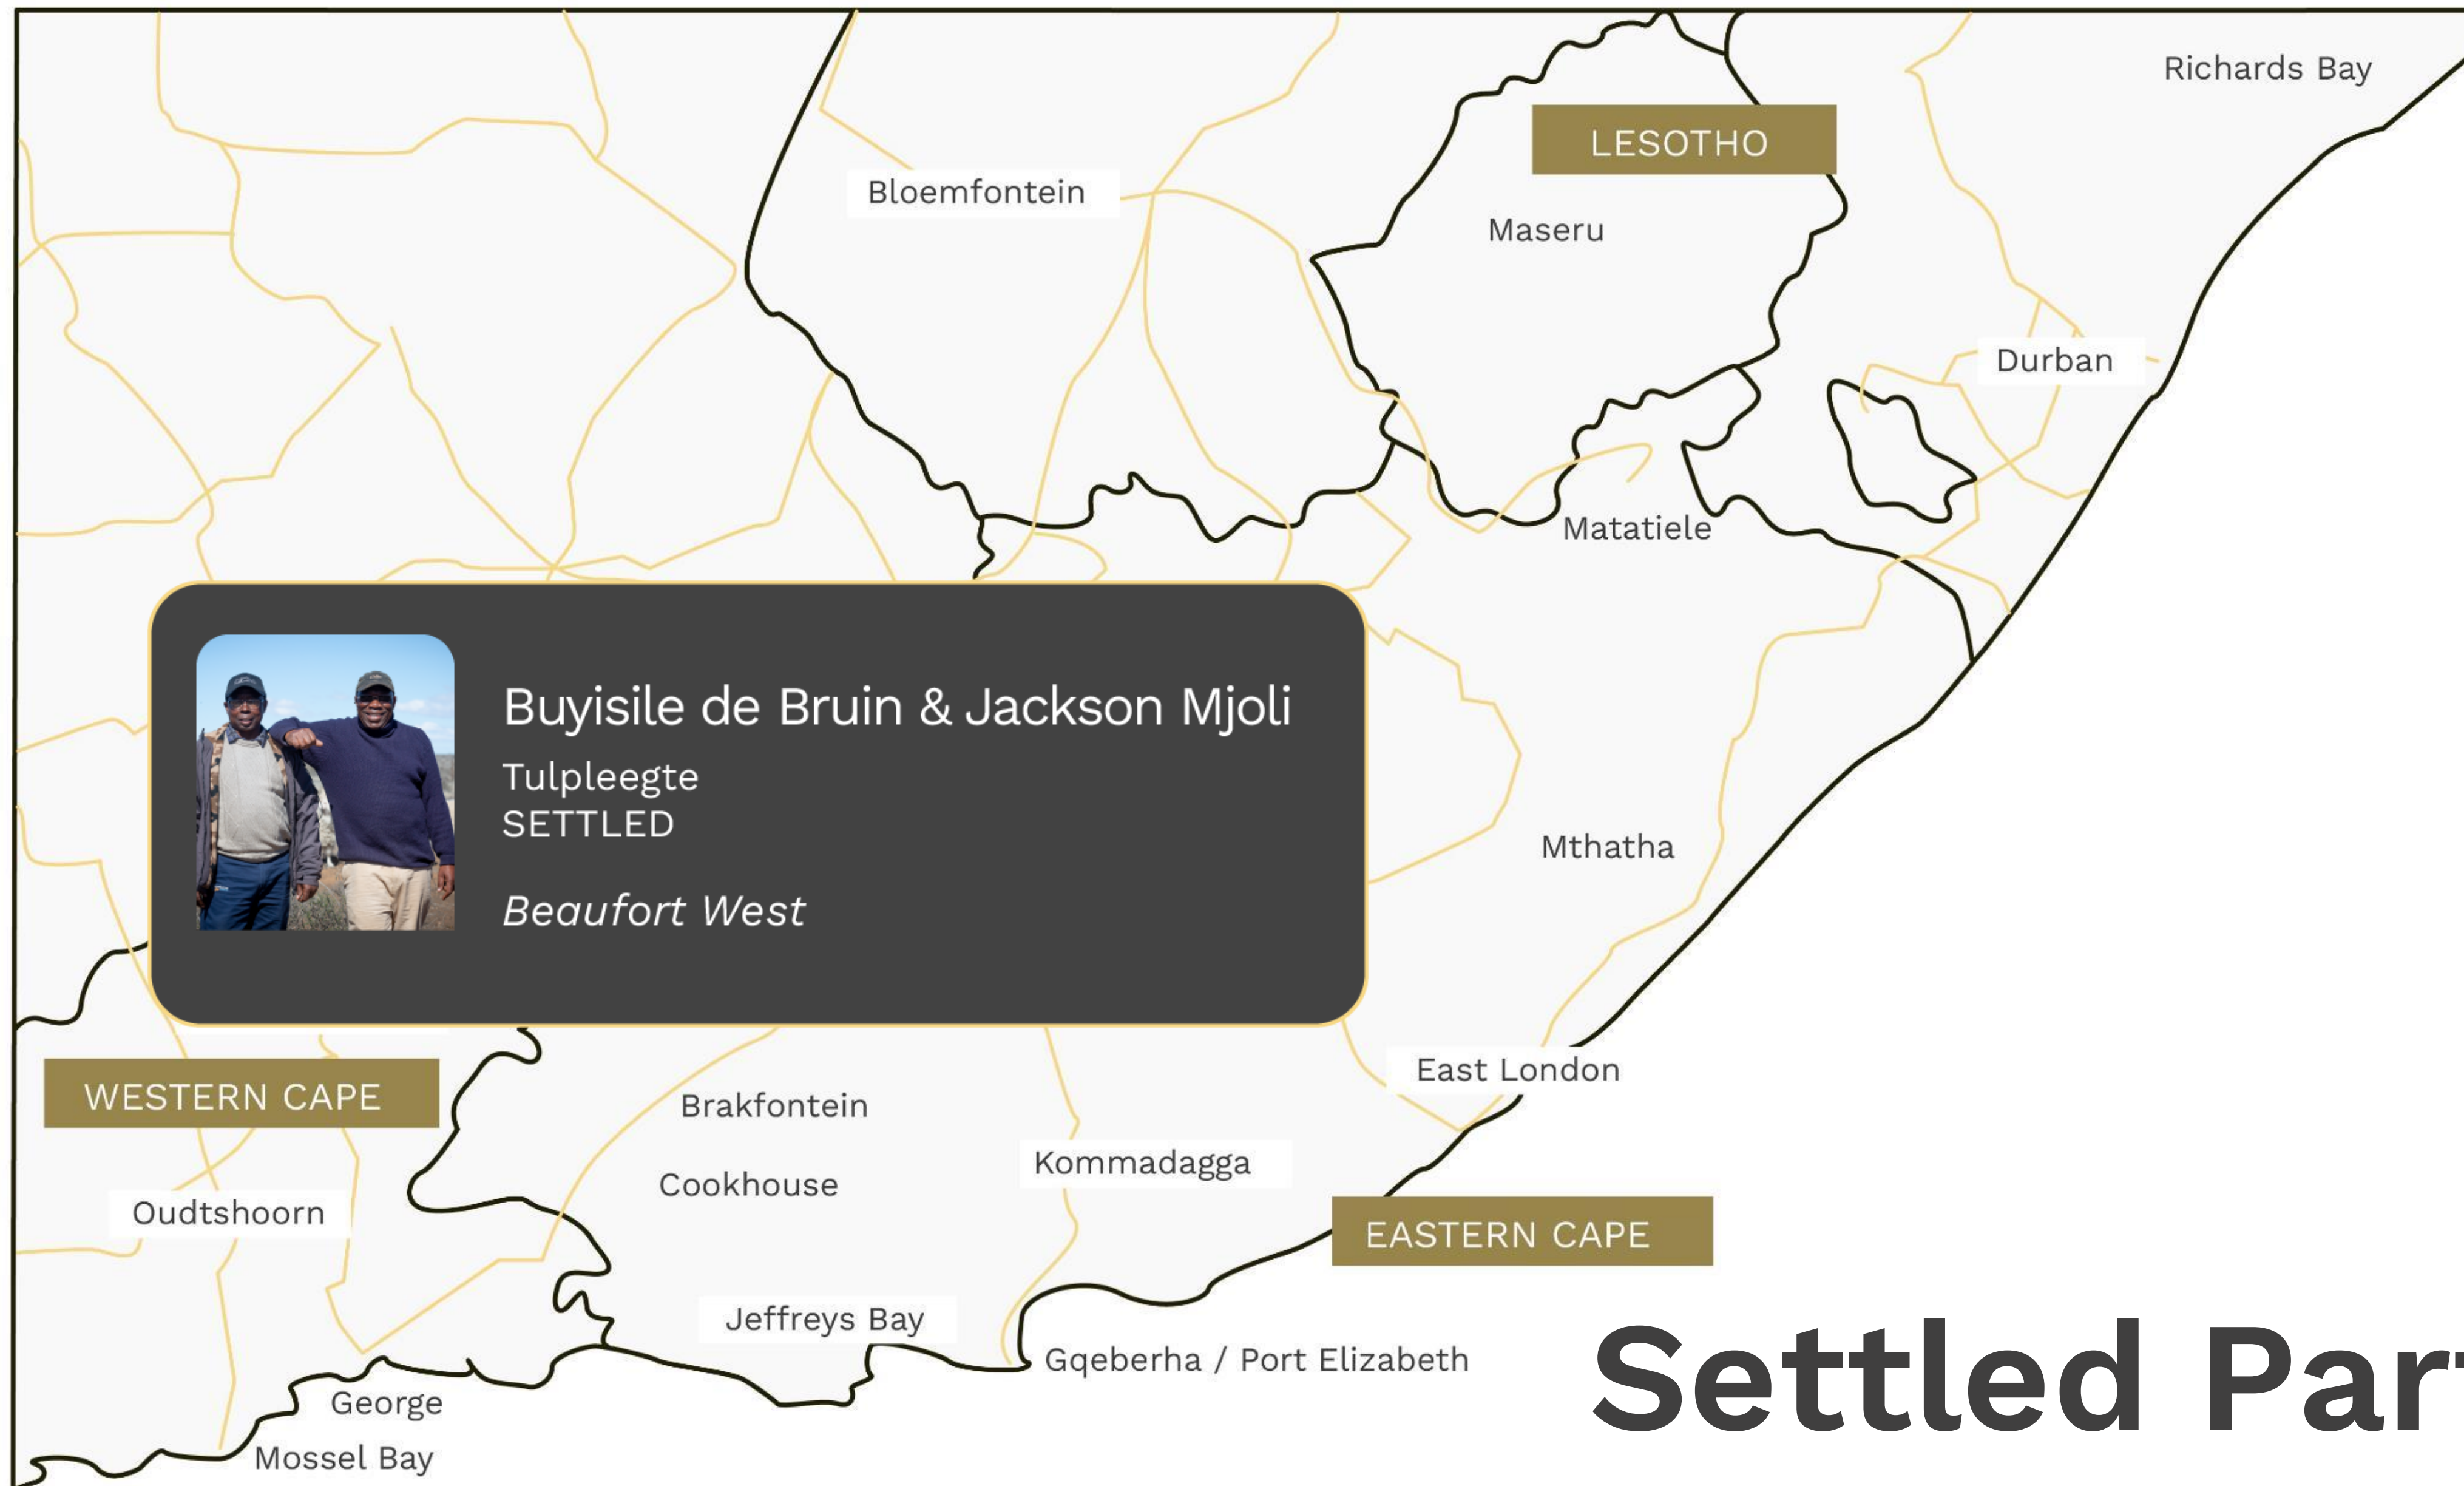 Richards Bay
LESOTHO
Bloemfontein
Maseru
Durban
Matatiele
Buyisile de Bruin & Jackson Mjoli
Tulpleegte
SETTLED
Beaufort West
Mthatha
East London
WESTERN CAPE
Brakfontein
Kommadagga
Cookhouse
Oudtshoorn
EASTERN CAPE
Jeffreys Bay
Gqeberha / Port Elizabeth
George
Mossel Bay
Settled